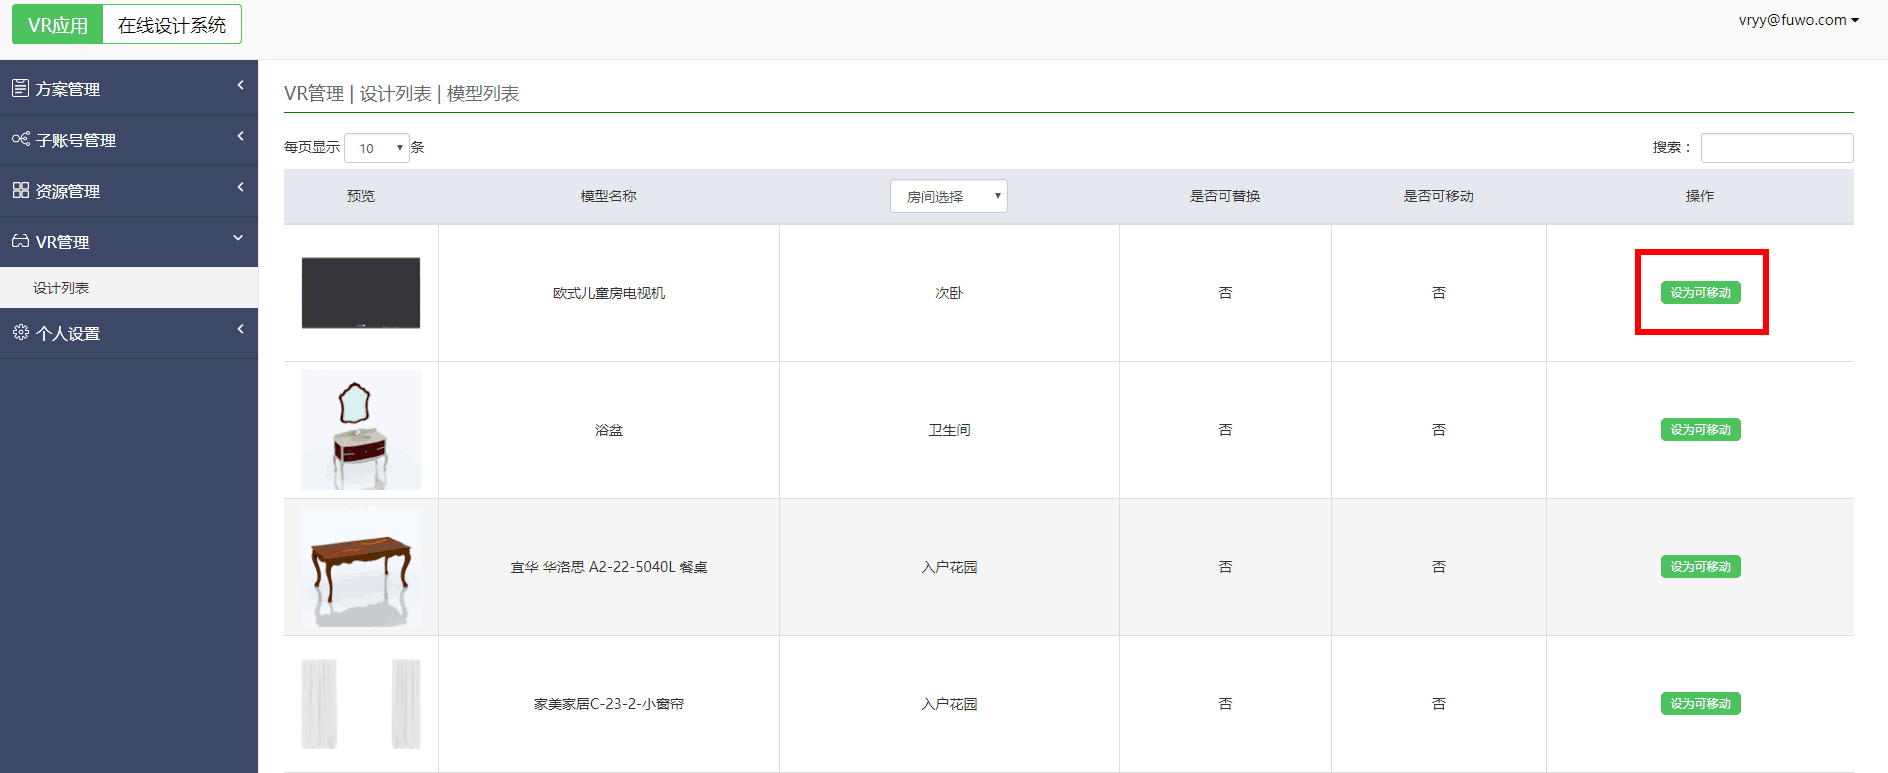 VR应用 在线设计系统
vryy@fuwo.com
方案管理
子账号管理
资源管理
VR管理
设计列表
个人设置
VR管理 | 设计列表 | 模型列表
每页显示 10 条
搜索：
预览 模型名称 房间选择 是否可替换 是否可移动 操作
欧式儿童房电视机 次卧 否 否 设为可移动
浴盆 卫生间 否 否 设为可移动
宜华 华洛思 A2-22-5040L 餐桌 入户花园 否 否 设为可移动
家美家居C-23-2-小窗帘 入户花园 否 否 设为可移动